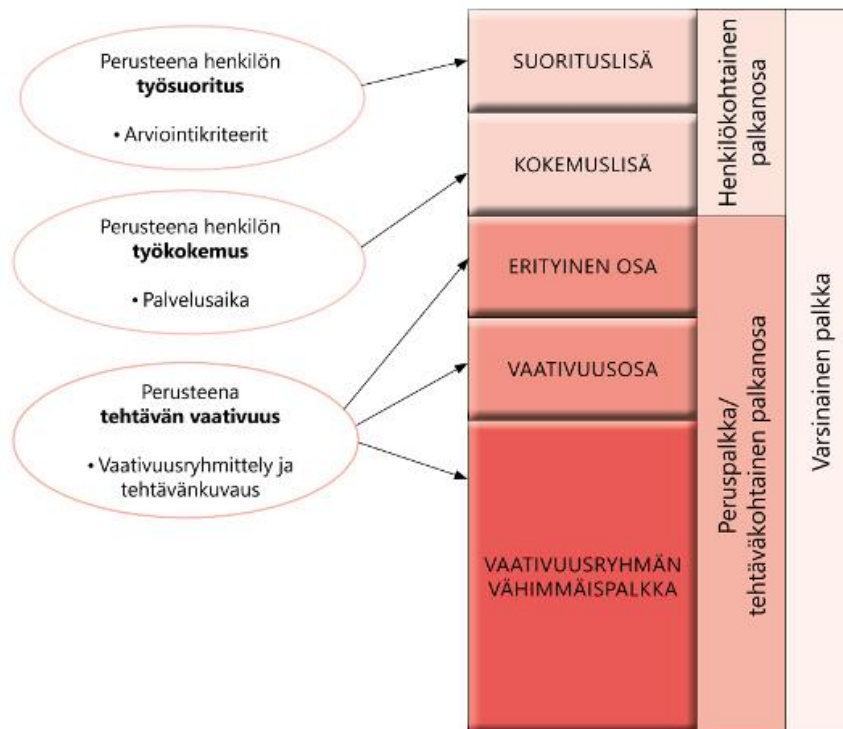 Perusteena henkilön
työsuoritus
• Arviointikriteerit
Perusteena henkilön
työkokemus
• Palvelusaika
Perusteena
tehtävän vaativuus
• Vaativuusryhmittely ja
tehtävänkuvaus
SUORITUSLISÄ
KOKEMUSLISÄ
ERITYINEN OSA
VAATIVUUSOSA
VAATIVUUSRYHMÄN
VÄHIMMÄISPALKKA
Henkilökohtainen
palkanosa
Peruspalkka/
tehtäväkohtainen palkanosa
Varsinainen palkka